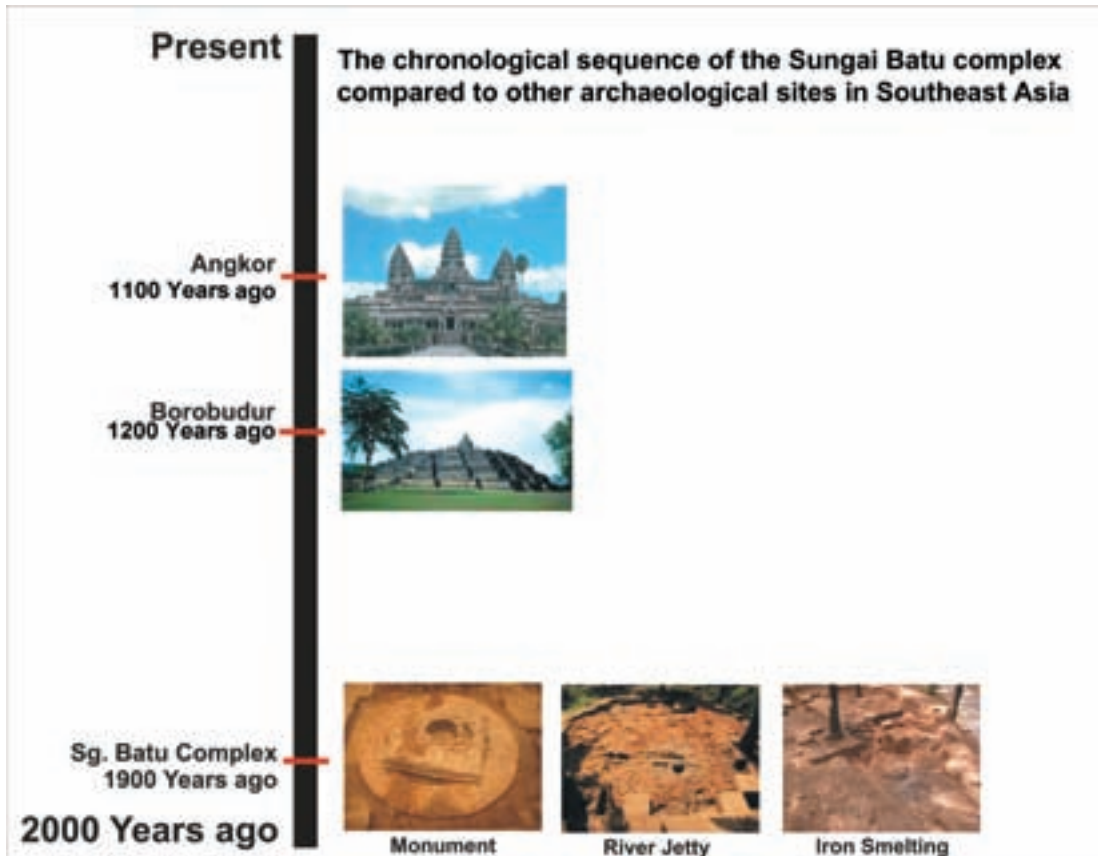 Present
The chronological sequence of the Sungai Batu complex
compared to other archaeological sites in Southeast Asia
Angkor
1100 Years ago
Borobudur
1200 Years ago
Sg. Batu Complex
1900 Years ago
2000 Years ago
Monument
River Jetty
Iron Smelting